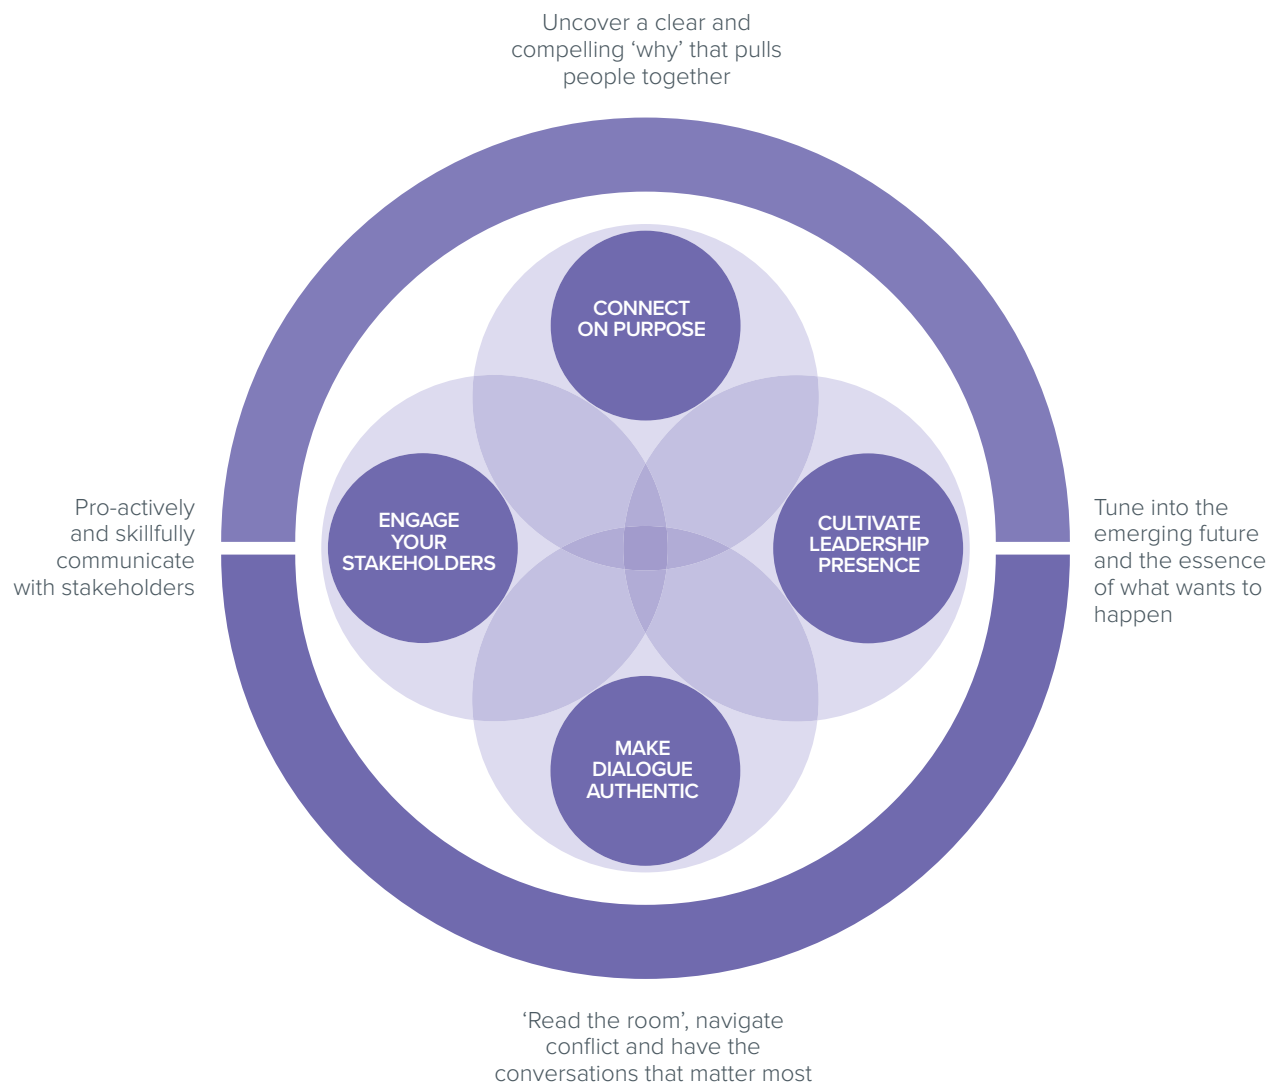 Uncover a clear and
compelling ‘why’ that pulls
people together
CONNECT
ON PURPOSE
Pro-actively
and skillfully
communicate
with stakeholders
ENGAGE
YOUR
STAKEHOLDERS
CULTIVATE
LEADERSHIP
PRESENCE
Tune into the
emerging future
and the essence
of what wants to
happen
MAKE
DIALOGUE
AUTHENTIC
‘Read the room’, navigate
conflict and have the
conversations that matter most